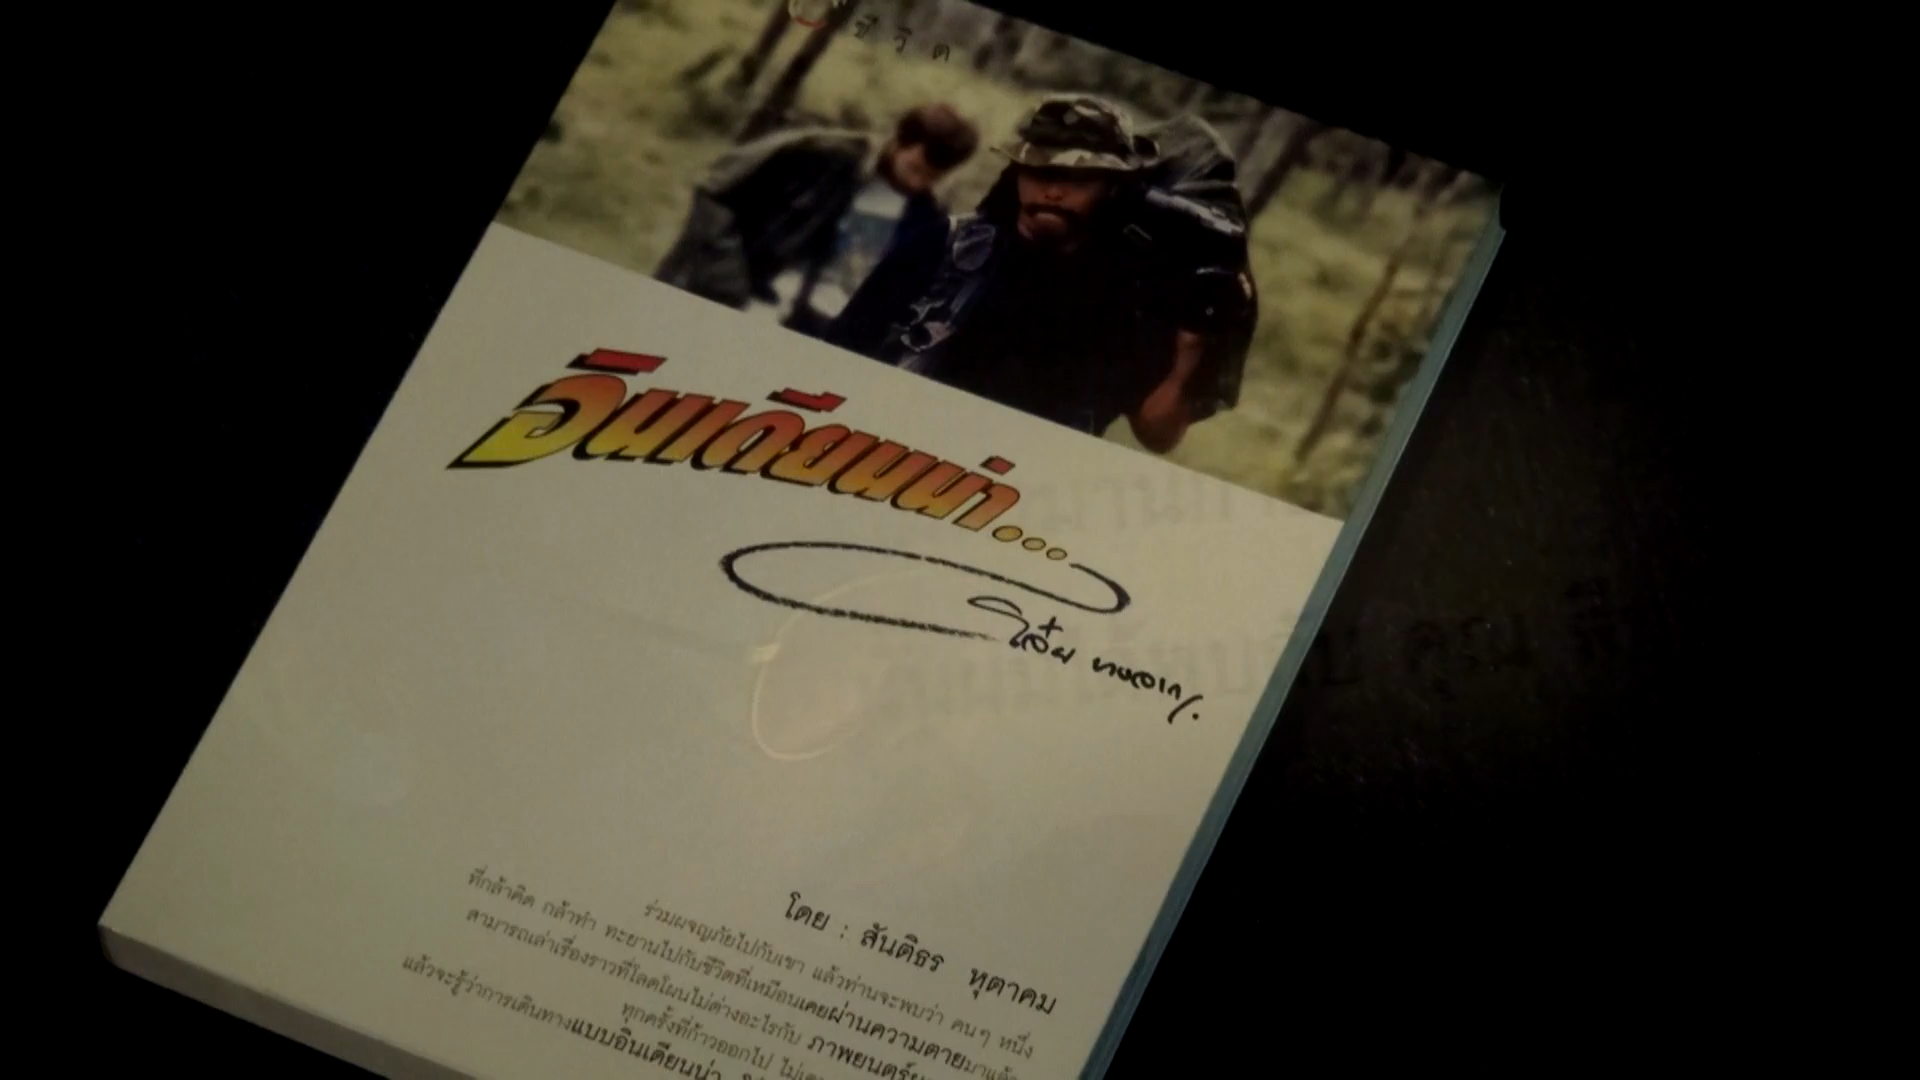 ชีวิต
อินเดียนน่า...
โอ๋ย บางลาก
โดย : สันติธร หุตาคม
ร่วมผจญภัยไปกับเขา แล้วท่านจะพบว่า คนๆ หนึ่ง
ที่กล้าคิด กล้าทำ ทะยานไปกับชีวิตที่เหมือนเคยผ่านความตายมาแล้ว
สามารถเล่าเรื่องราวที่โลดโผนไม่ต่างอะไรกับ ภาพยนตร์
ทุกครั้งที่ก้าวออกไป
แล้วจะรู้ว่าการเดินทางแบบอินเดียนน่า